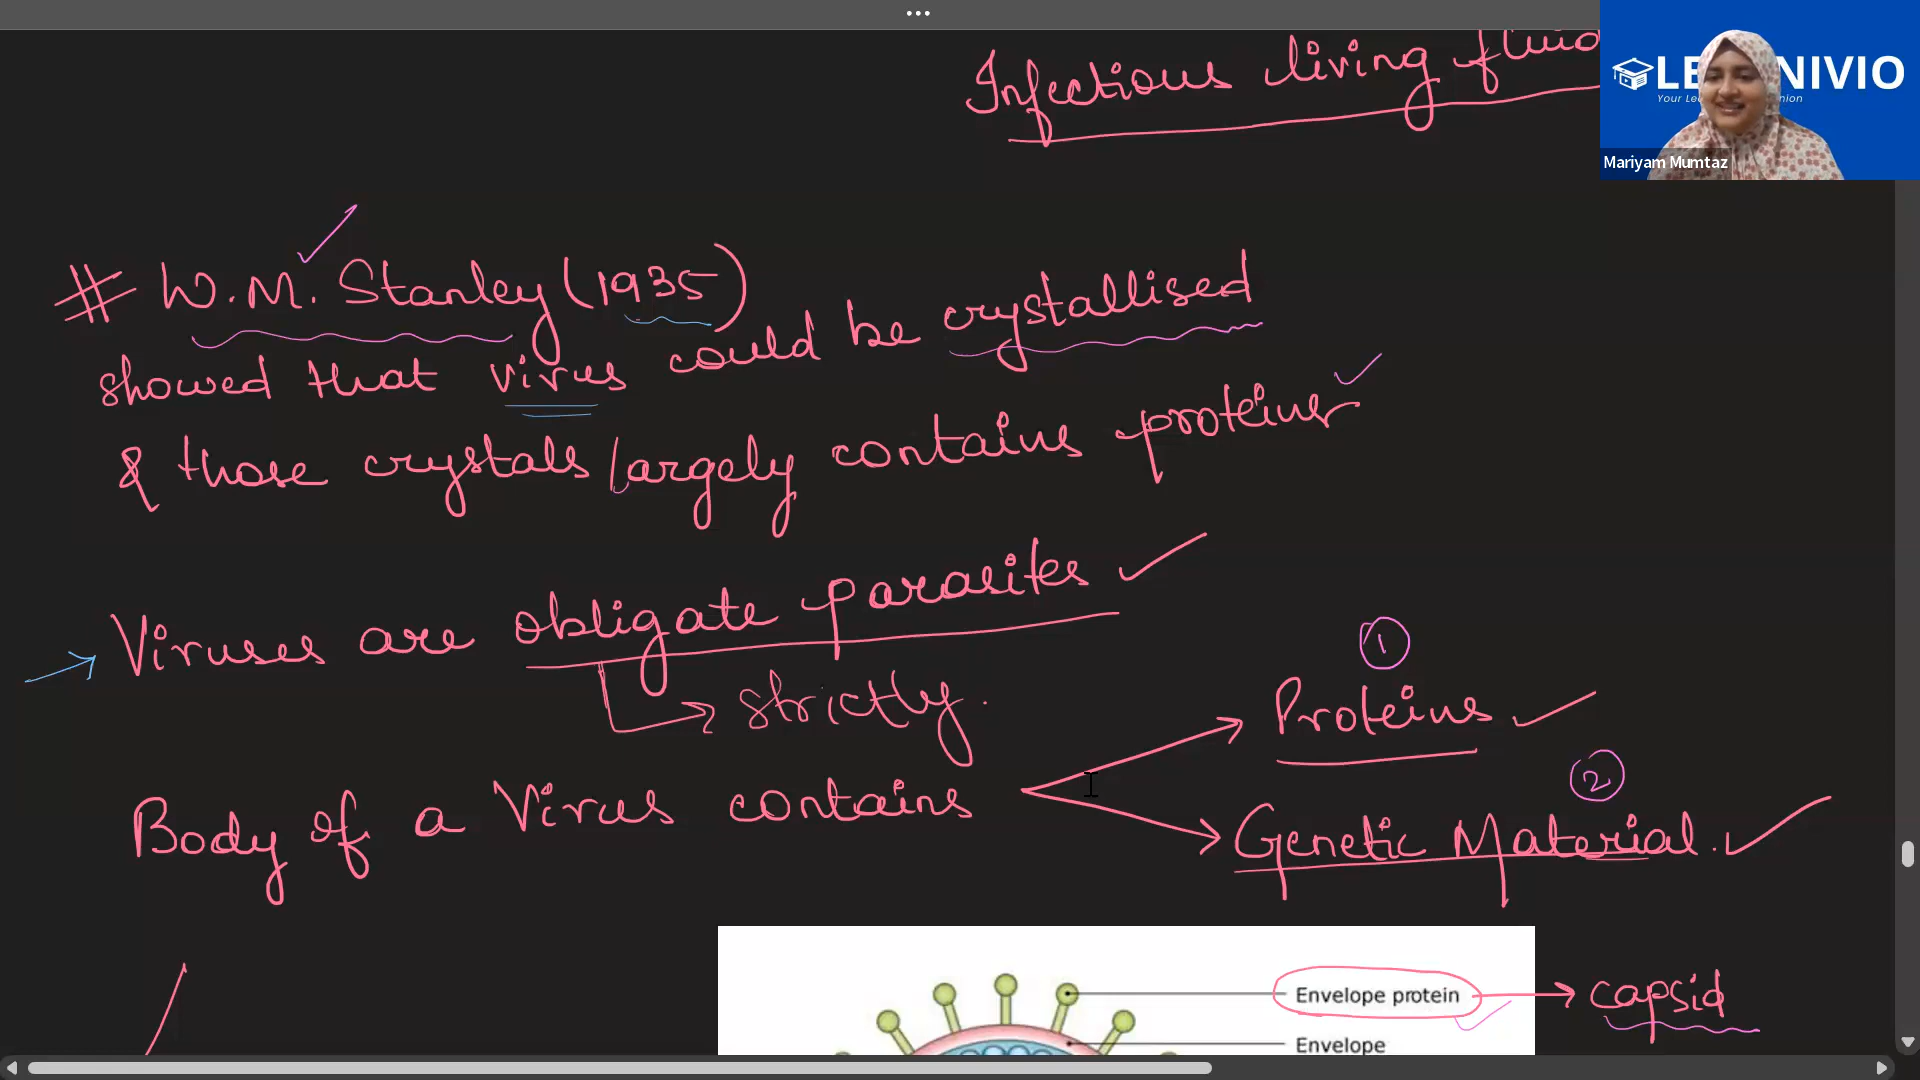 Infectious living fluid
NIVIO
Mariyam Mumtaz
# W.M. Stanley (1935)
showed that virus could be crystallised
& those crystals largely contains proteins
Viruses are obligate parasites
strictly.
1
Proteins
Body of a Virus contains
2
Genetic Material.
Envelope protein
capsid
Envelope